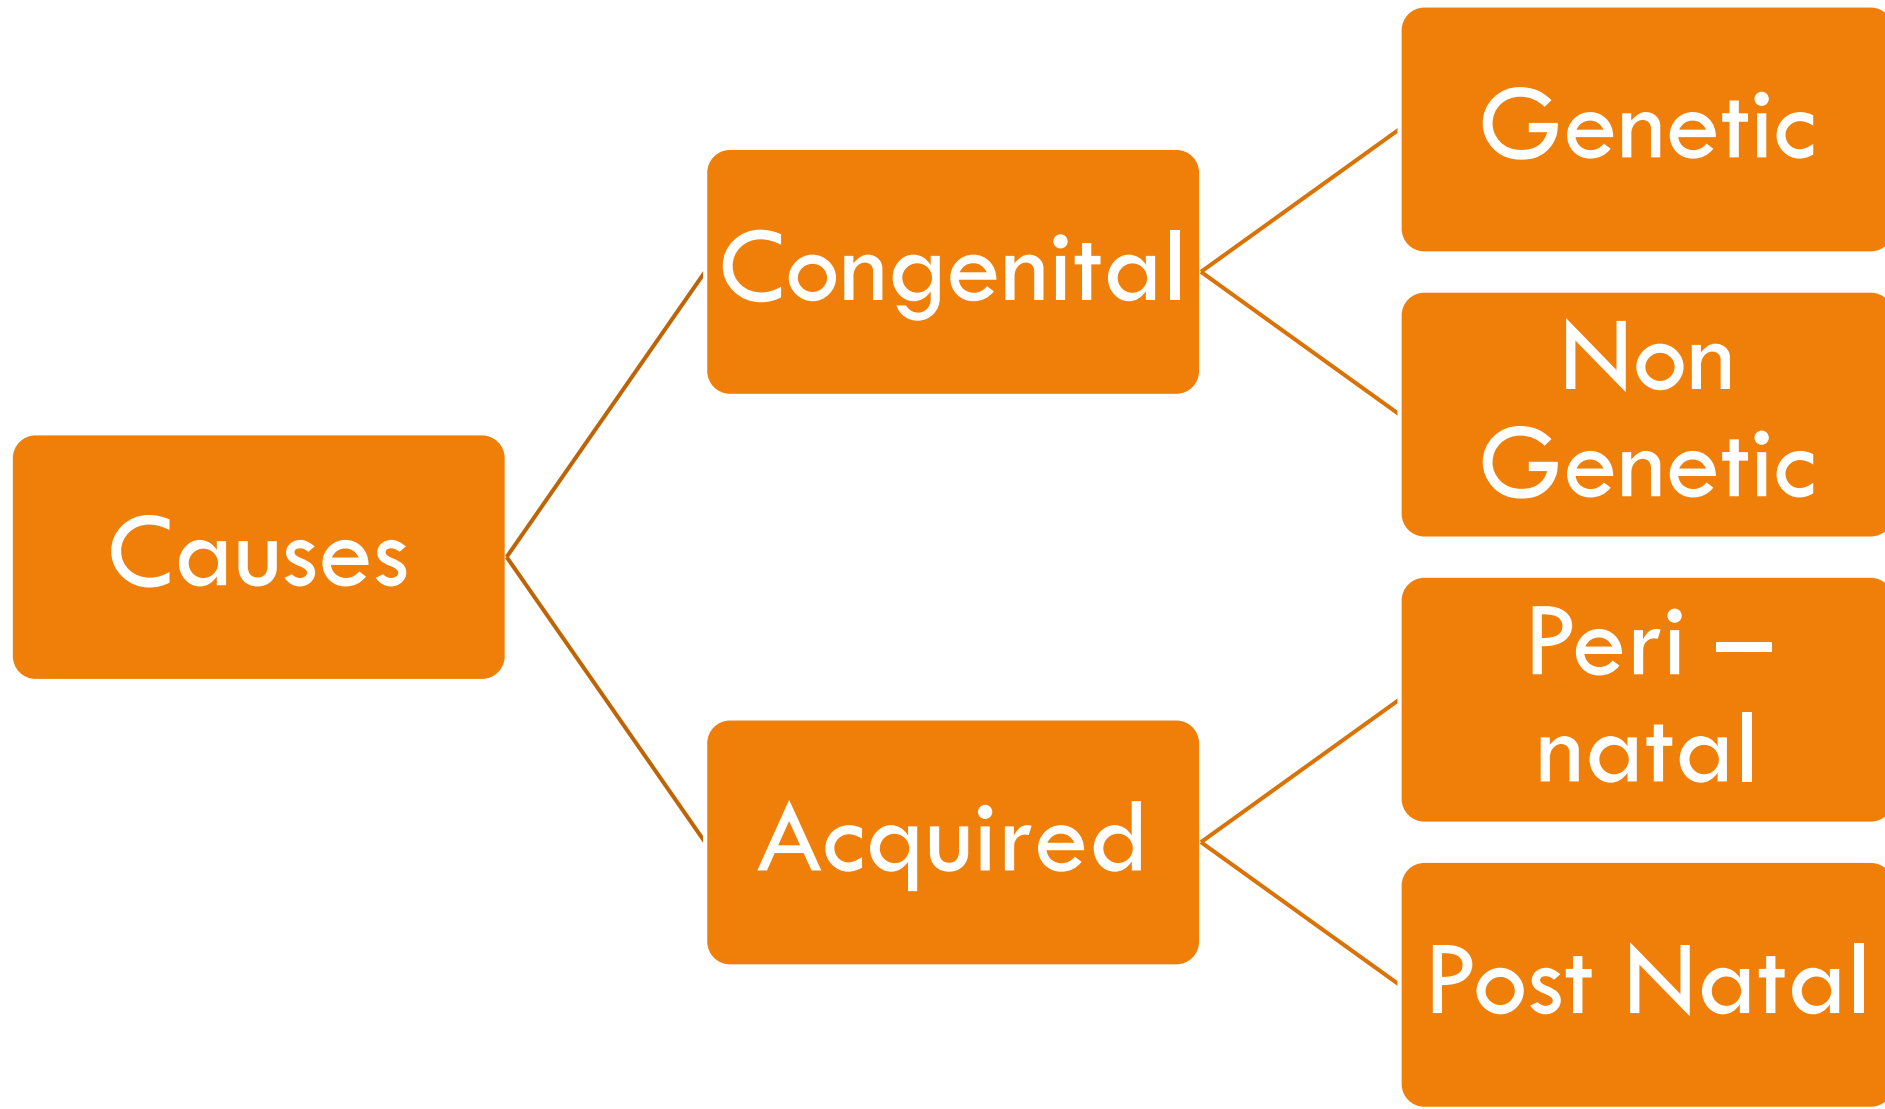 Causes
Congenital
Genetic
Non
Genetic
Acquired
Peri –
natal
Post Natal